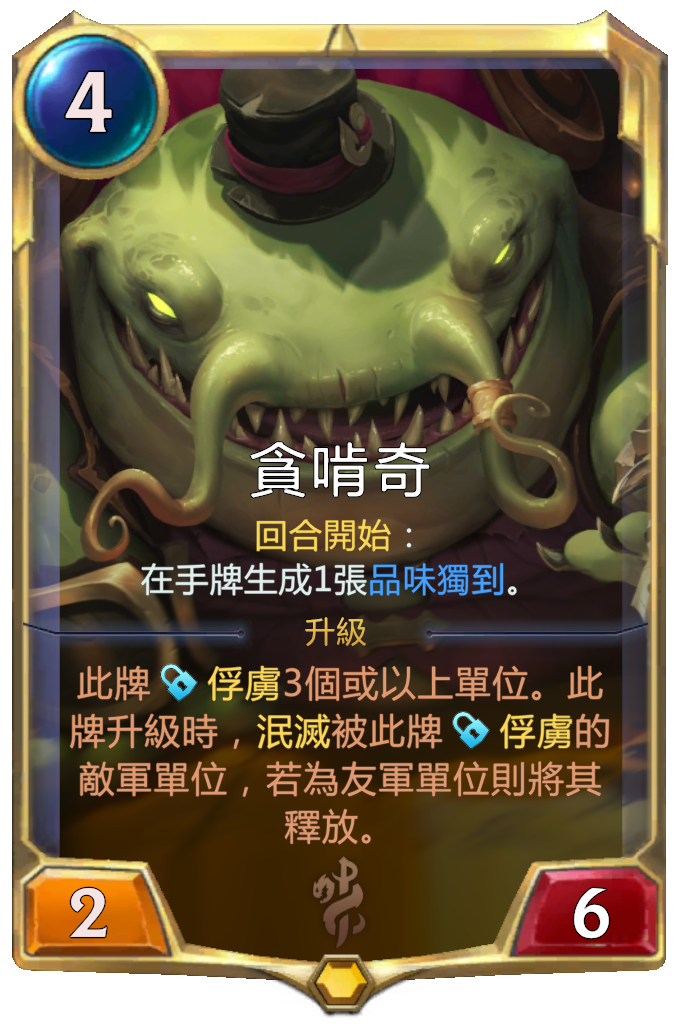 4
貪啃奇
回合開始：
在手牌生成1張品味獨到。
升級
此牌俘虜3個或以上單位。此
牌升級時，泯滅被此牌俘虜的
敵軍單位，若為友軍單位則將其
釋放。
2
6